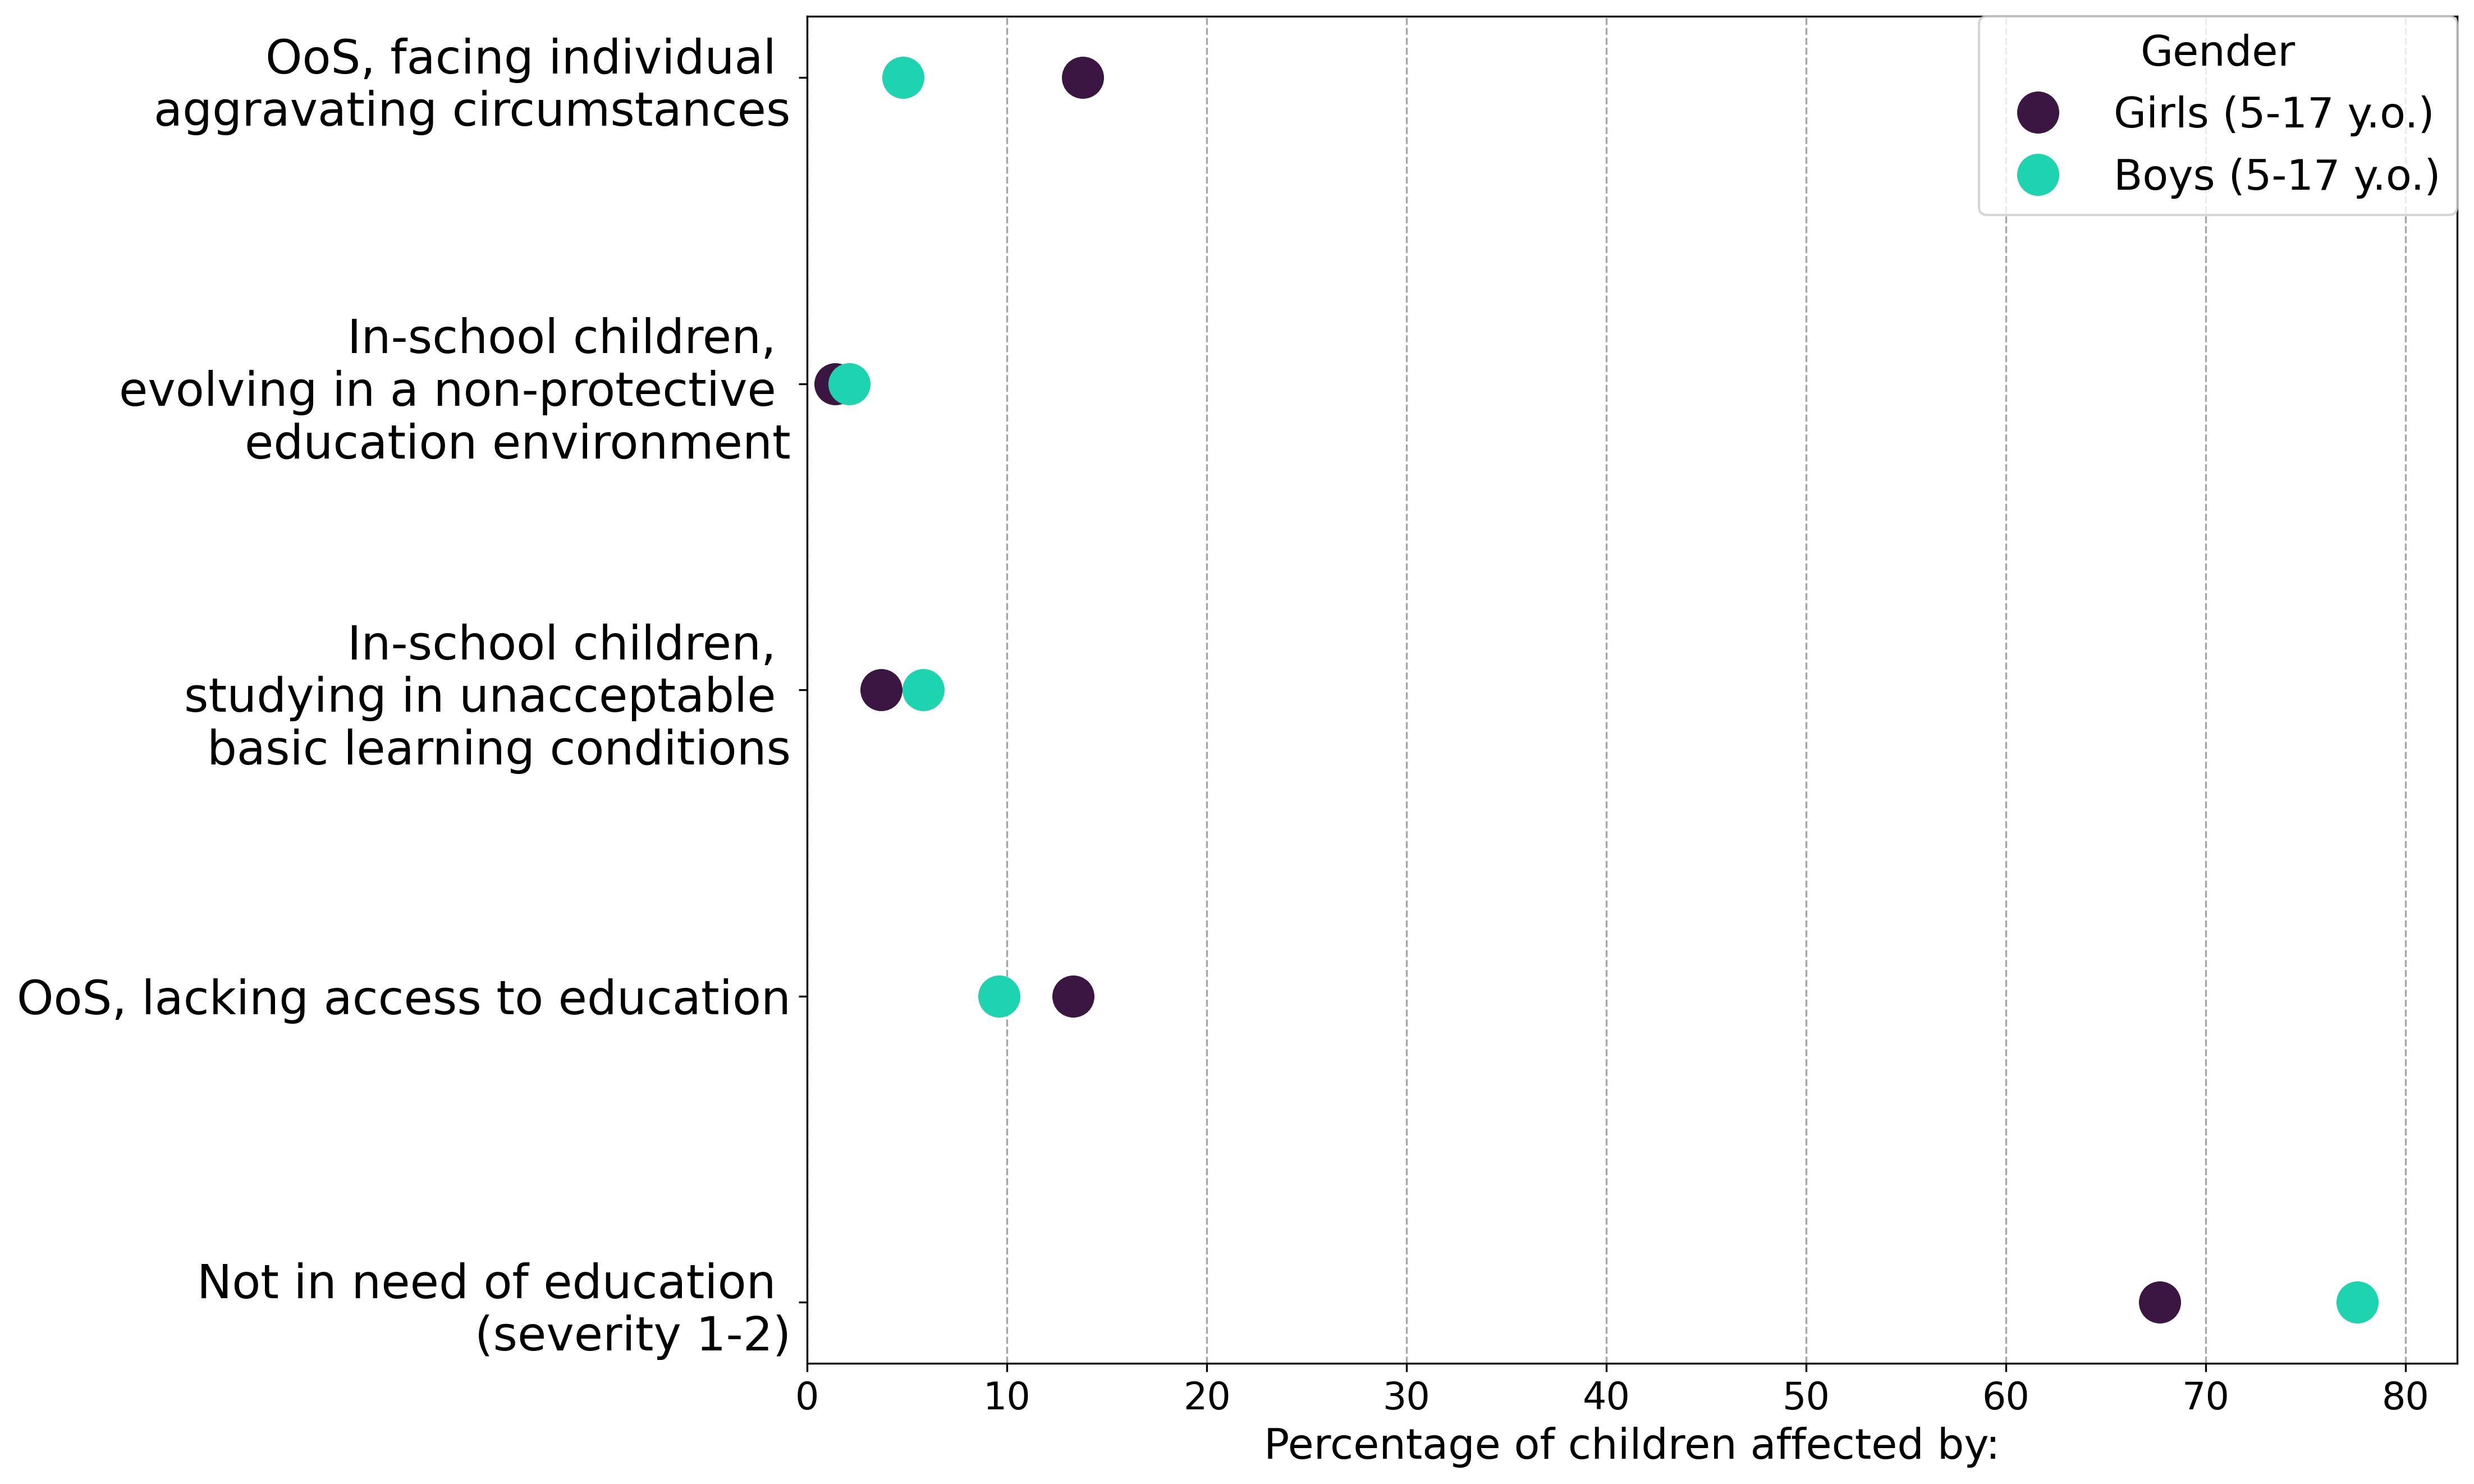 OoS, facing individual
aggravating circumstances
In-school children,
evolving in a non-protective
education environment
In-school children,
studying in unacceptable
basic learning conditions
OoS, lacking access to education
Not in need of education
(severity 1-2)
Gender
Girls (5-17 y.o.)
Boys (5-17 y.o.)
0 10 20 30 40 50 60 70 80
Percentage of children affected by: